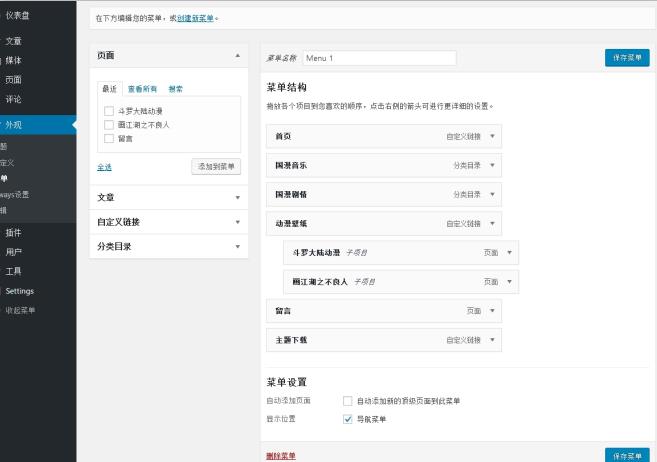 仪表盘
文章
媒体
页面
评论
外观
定义
单
ways设置
辑
插件
用户
工具
Settings
收起菜单
在下方编辑您的菜单，或创建新菜单。
页面
最近 查看所有 搜索
斗罗大陆动漫
画江湖之不良人
留言
全选 添加到菜单
文章
自定义链接
分类目录
菜单名称 Menu 1 保存菜单
菜单结构
拖放各个项目到您喜欢的顺序，点击右侧的箭头可进行更详细的设置。
首页 自定义链接
国漫音乐 分类目录
国漫剧情 分类目录
动漫壁纸 自定义链接
斗罗大陆动漫 子项目 页面
画江湖之不良人 子项目 页面
留言 页面
主题下载 自定义链接
菜单设置
自动添加页面 自动添加新的顶级页面到此菜单
显示位置 导航菜单
删除菜单 保存菜单